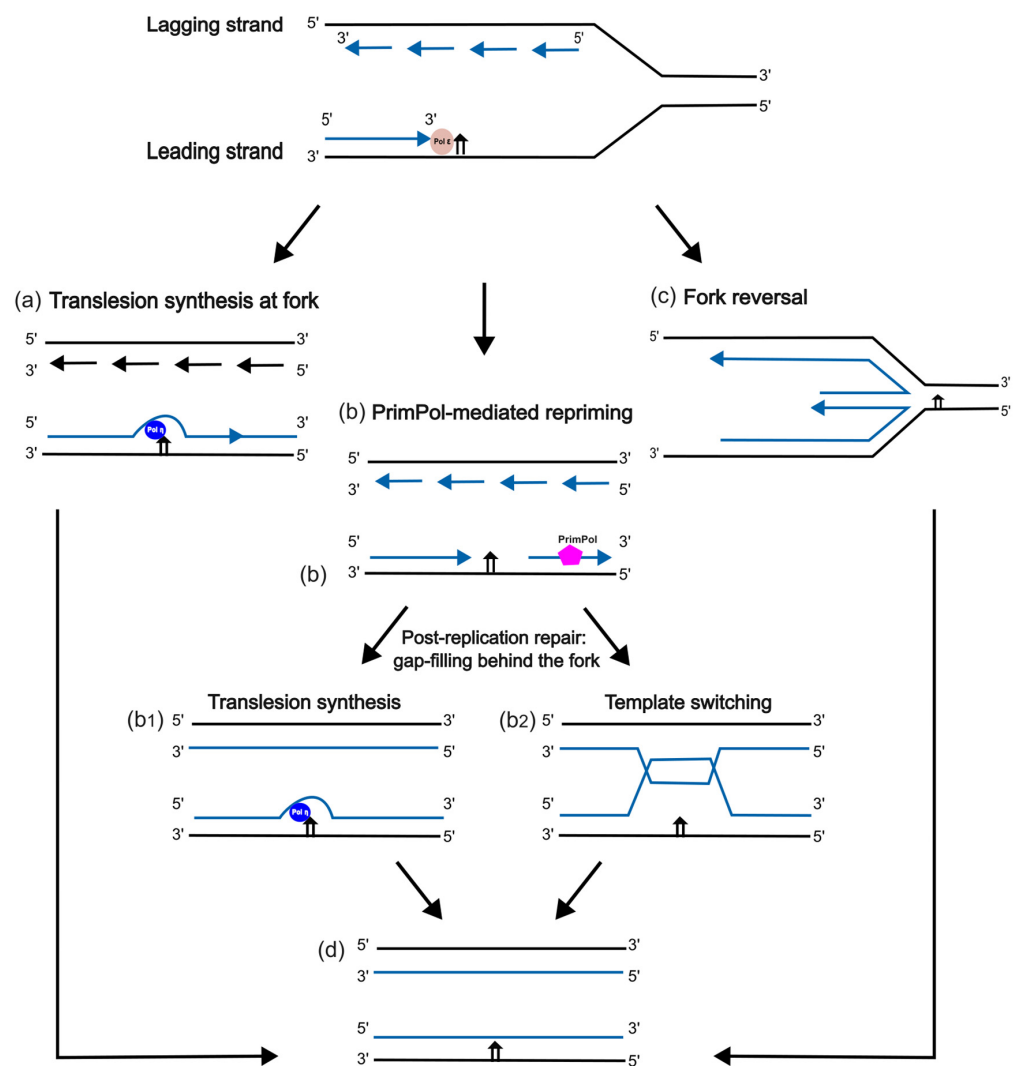 5'
Lagging strand
3' 5'
3'
5' 3' 5'
Pol ε
Leading strand
3'
(a) Translesion synthesis at fork
5' 3'
3' 5'
5' 3'
Pol η
3' 5'
(c) Fork reversal
5'
3'
5'
3'
(b) PrimPol-mediated repriming
5' 3'
3' 5'
PrimPol
5' 3'
(b)
3' 5'
Post-replication repair:
gap-filling behind the fork
Translesion synthesis
(b1)
5' 3'
3' 5'
5' 3'
Pol η
3' 5'
Template switching
(b2)
5' 3'
3' 5'
5' 3'
3' 5'
(d)
5' 3'
3' 5'
5' 3'
3' 5'